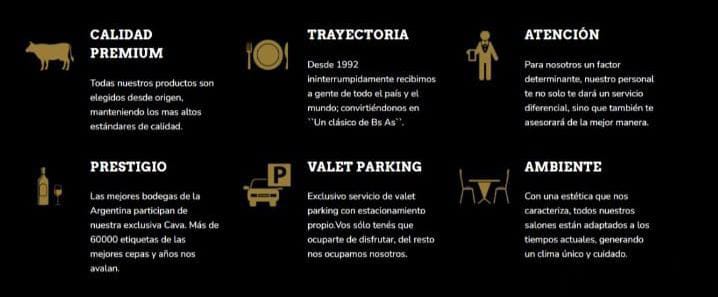 CALIDAD
PREMIUM
Todas nuestros productos son
elegidos desde origen,
manteniendo los mas altos
estándares de calidad.
TRAYECTORIA
Desde 1992
ininterrumpidamente recibimos
a gente de todo el país y el
mundo; convirtiéndonos en
``Un clásico de Bs As``.
ATENCIÓN
Para nosotros un factor
determinante, nuestro personal
te no solo te dará un servicio
diferencial, sino que también te
asesorará de la mejor manera.
PRESTIGIO
Las mejores bodegas de la
Argentina participan de
nuestra exclusiva Cava. Más de
60000 etiquetas de las
mejores cepas y años nos
avalan.
VALET PARKING
P
Exclusivo servicio de valet
parking con estacionamiento
propio.Vos sólo tenés que
ocuparte de disfrutar, del resto
nos ocupamos nosotros.
AMBIENTE
Con una estética que nos
caracteriza, todos nuestros
salones están adaptados a los
tiempos actuales, generando
un clima único y cuidado.